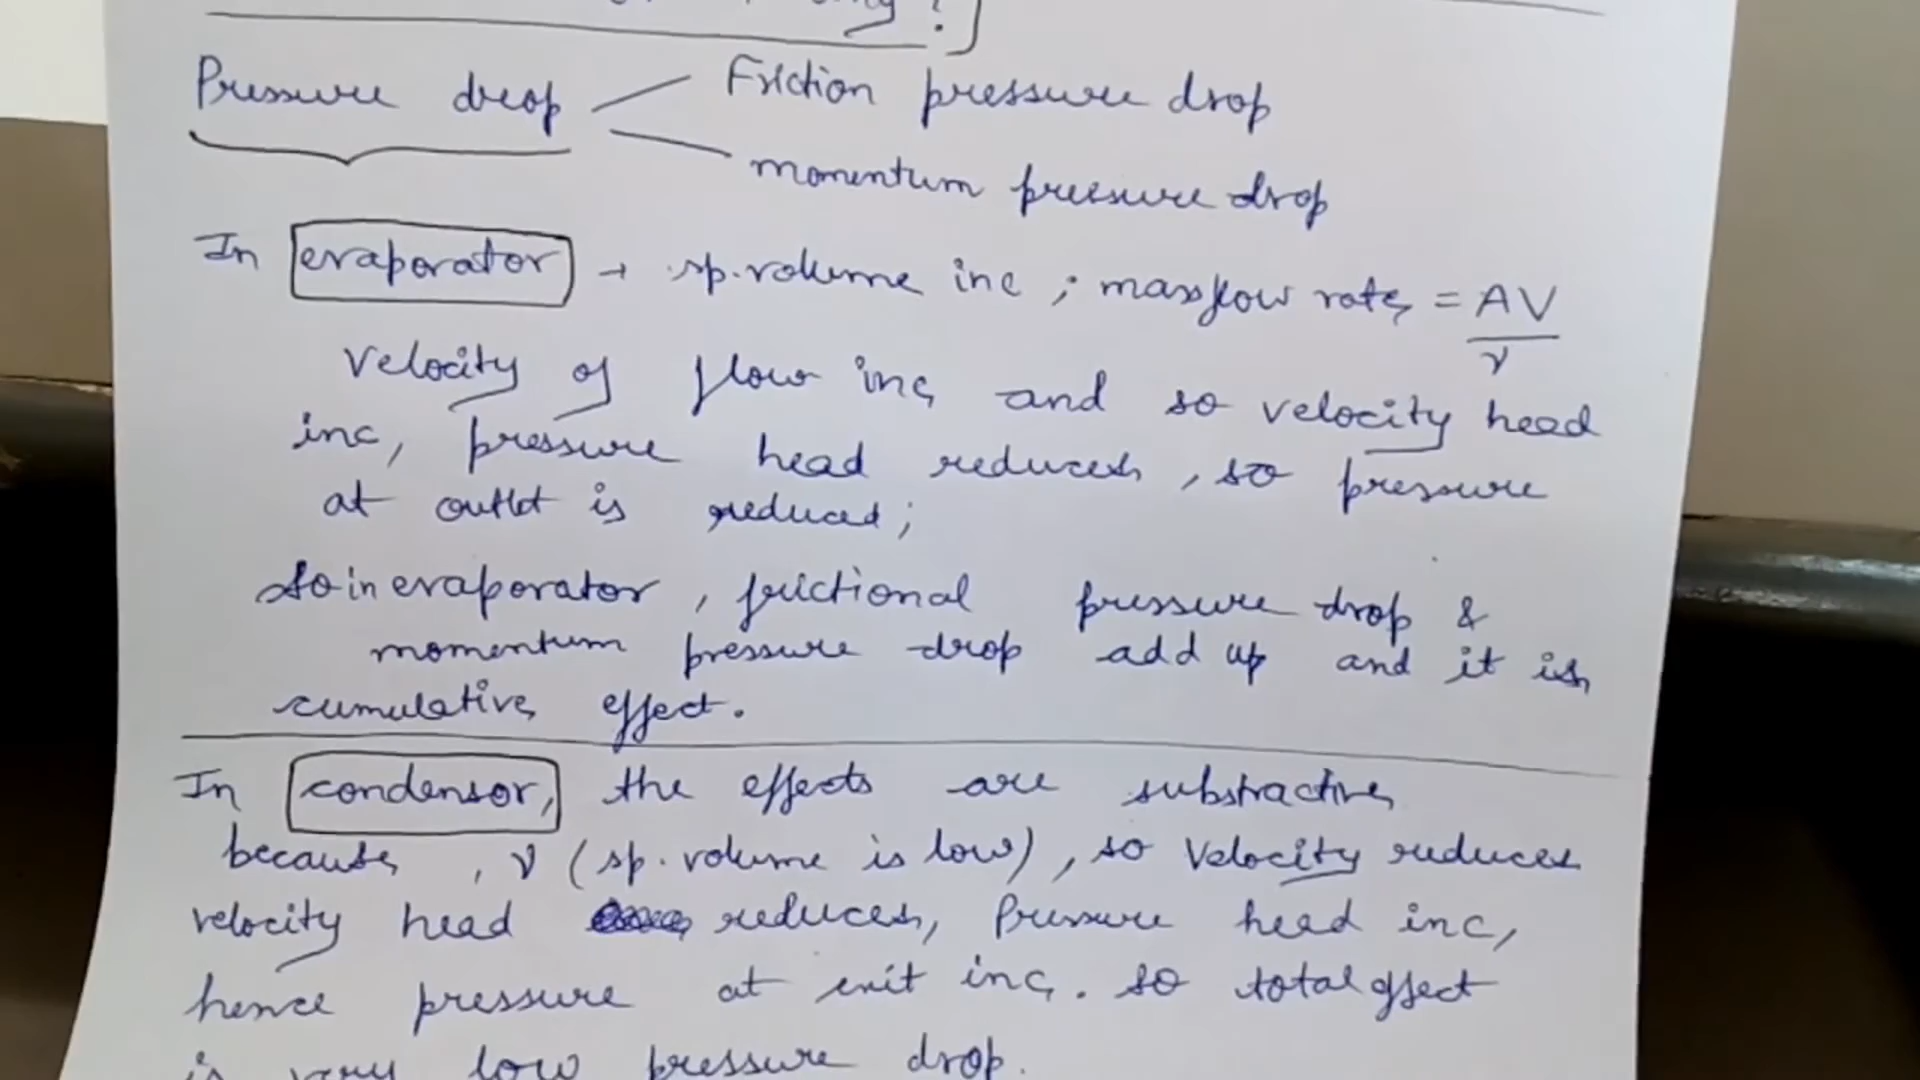 Pressure drop
Friction pressure drop
momentum pressure drop
In evaporator → sp. volume inc ; mass flow rate = AV
v
Velocity of flow inc and so velocity head
inc, pressure head reduces, so pressure
at outlet is reduced;
So in evaporator, frictional pressure drop &
momentum pressure drop add up and it is
cumulative effect.
In condensor, the effects are substractive
because, v (sp. volume is low), so Velocity reduces
velocity head reduces, Pressure head inc,
hence pressure at exit inc. so total effect
is very low pressure drop.